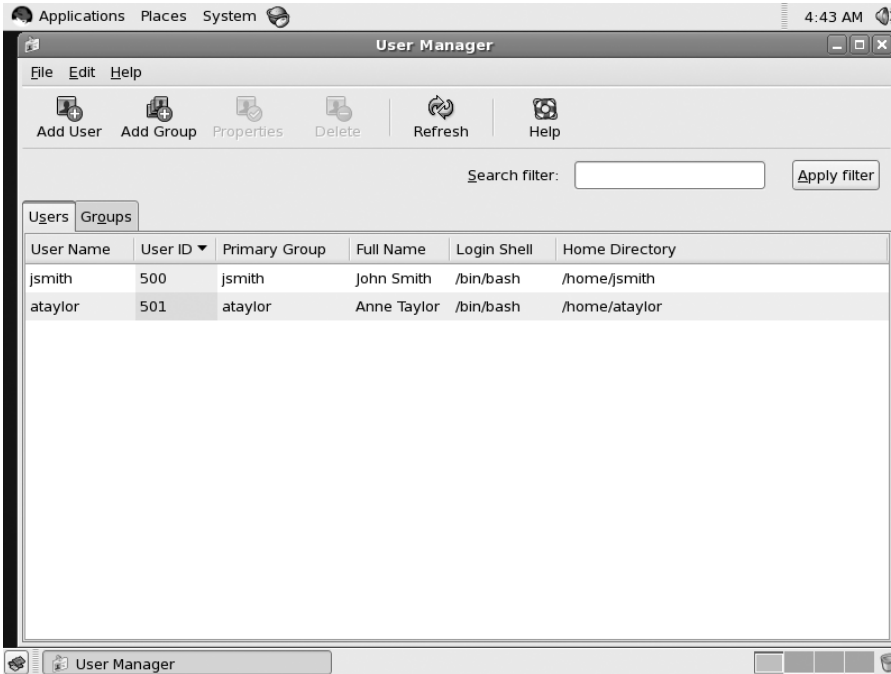 Applications Places System 4:43 AM
User Manager
File Edit Help
Add User Add Group Properties Delete Refresh Help
Search filter: Apply filter
Users Groups
User Name User ID Primary Group Full Name Login Shell Home Directory
jsmith 500 jsmith John Smith /bin/bash /home/jsmith
ataylor 501 ataylor Anne Taylor /bin/bash /home/ataylor
User Manager